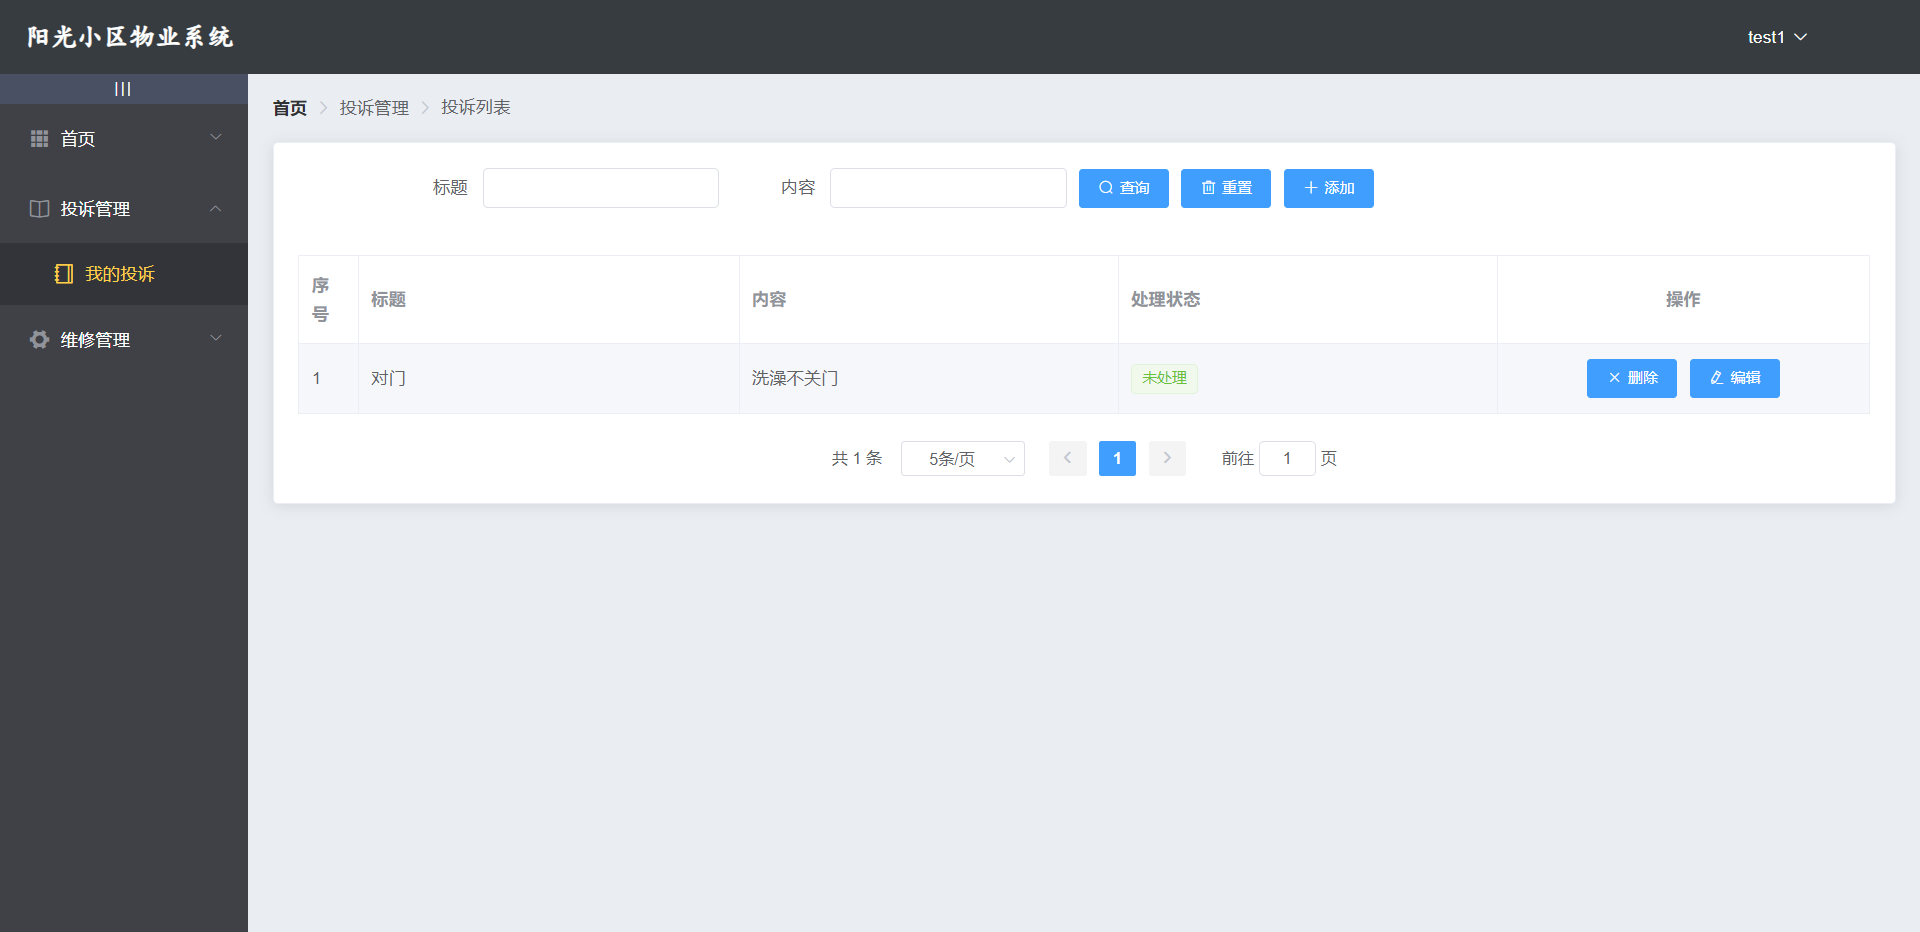 阳光小区物业系统
test1
首页
投诉管理
我的投诉
维修管理
首页 投诉管理 投诉列表
标题 内容 查询 重置 添加
序号 标题 内容 处理状态 操作
1 对门 洗澡不关门 未处理 删除 编辑
共 1 条 5条/页 1 前往 1 页